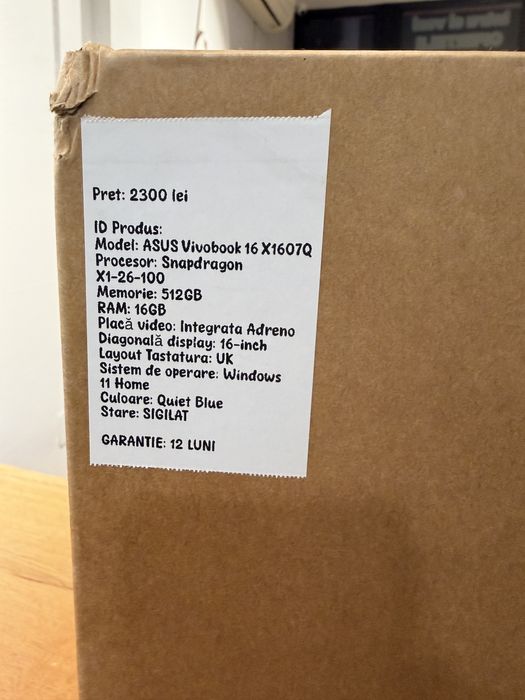 Pret: 2300 lei
ID Produs:
Model: ASUS Vivobook 16 X1607Q
Procesor: Snapdragon
X1-26-100
Memorie: 512GB
RAM: 16GB
Placă video: Integrata Adreno
Diagonală display: 16-inch
Layout Tastatura: UK
Sistem de operare: Windows
11 Home
Culoare: Quiet Blue
Stare: SIGILAT
GARANTIE: 12 LUNI